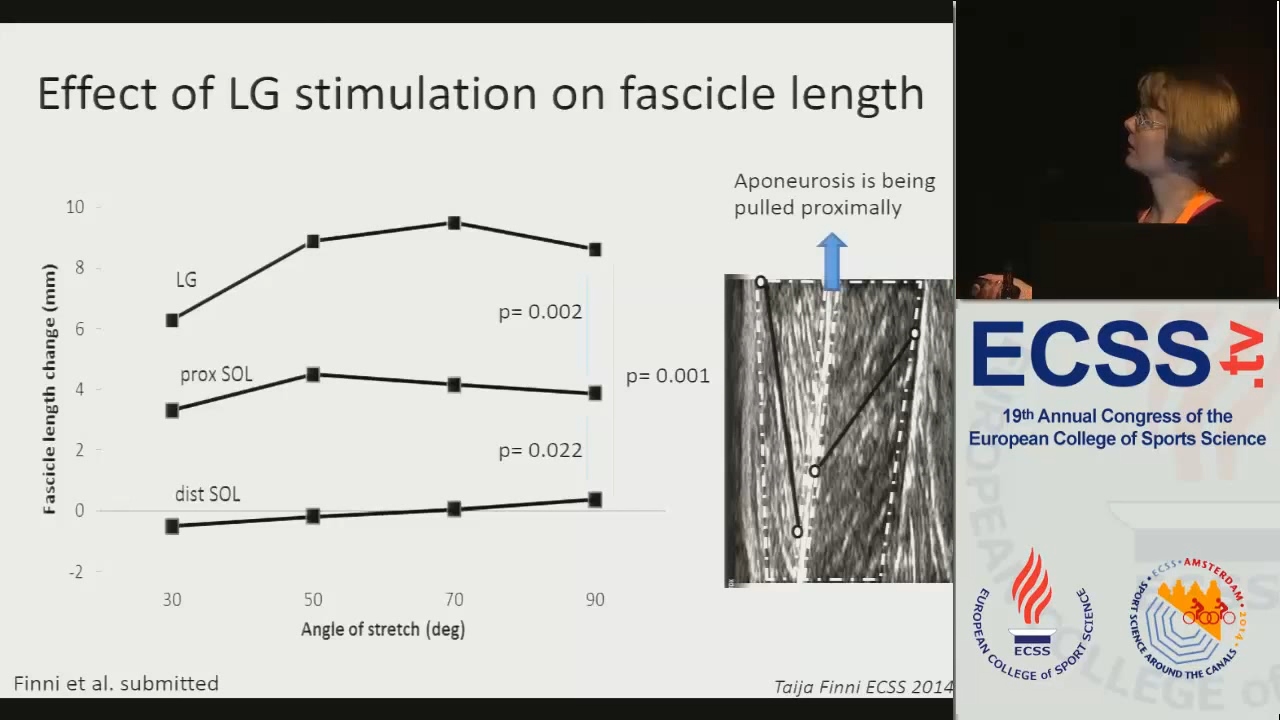 Effect of LG stimulation on fascicle length
Aponeurosis is being
pulled proximally
Fascicle length change (mm)
10
8
6
4
2
0
-2
LG
prox SOL
dist SOL
p= 0.002
p= 0.001
p= 0.022
30 50 70 90
Angle of stretch (deg)
Finni et al. submitted
Taija Finni ECSS 2014
ECSS.tv
19th Annual Congress of the
European College of Sports Science
EUROPEAN COLLEGE OF SPORT SCIENCE
ECSS
·ECSS·AMSTERDAM·2014·
SPORT SCIENCE AROUND THE CANALS